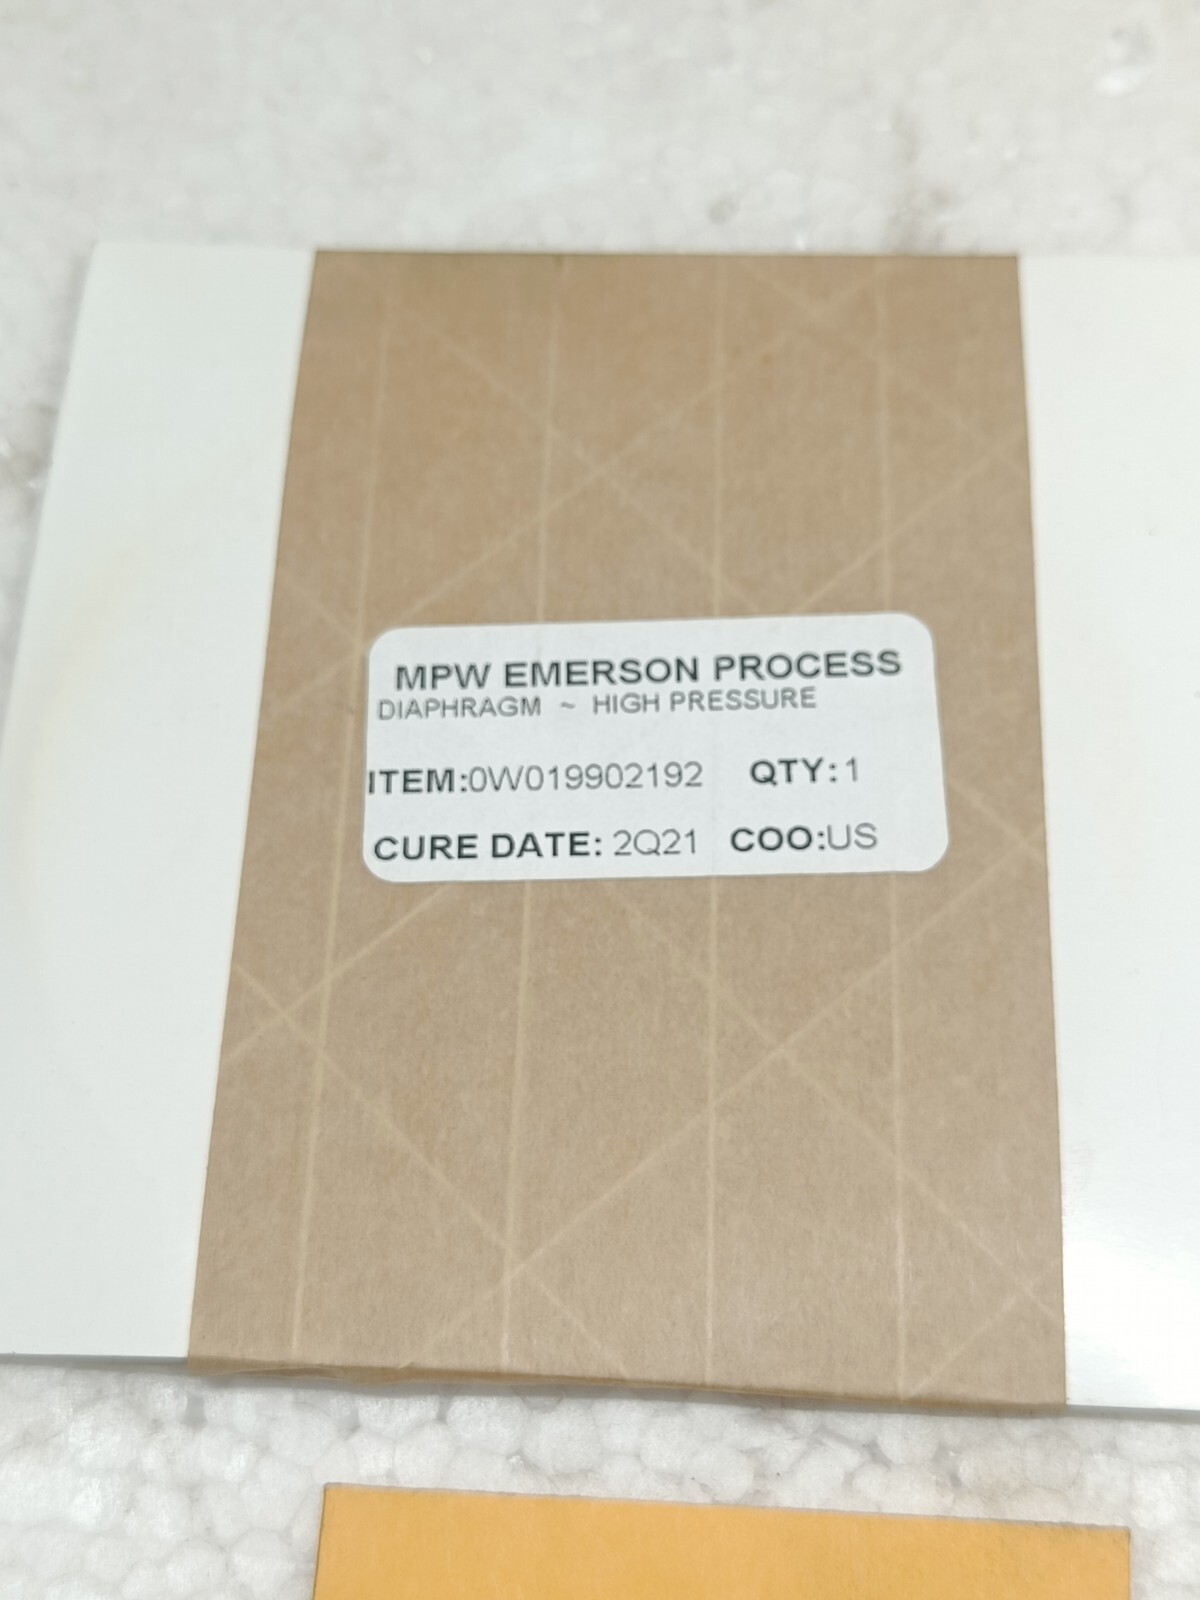 MPW EMERSON PROCESS
DIAPHRAGM ~ HIGH PRESSURE
ITEM:0W019902192 QTY:1
CURE DATE: 2Q21 COO:US